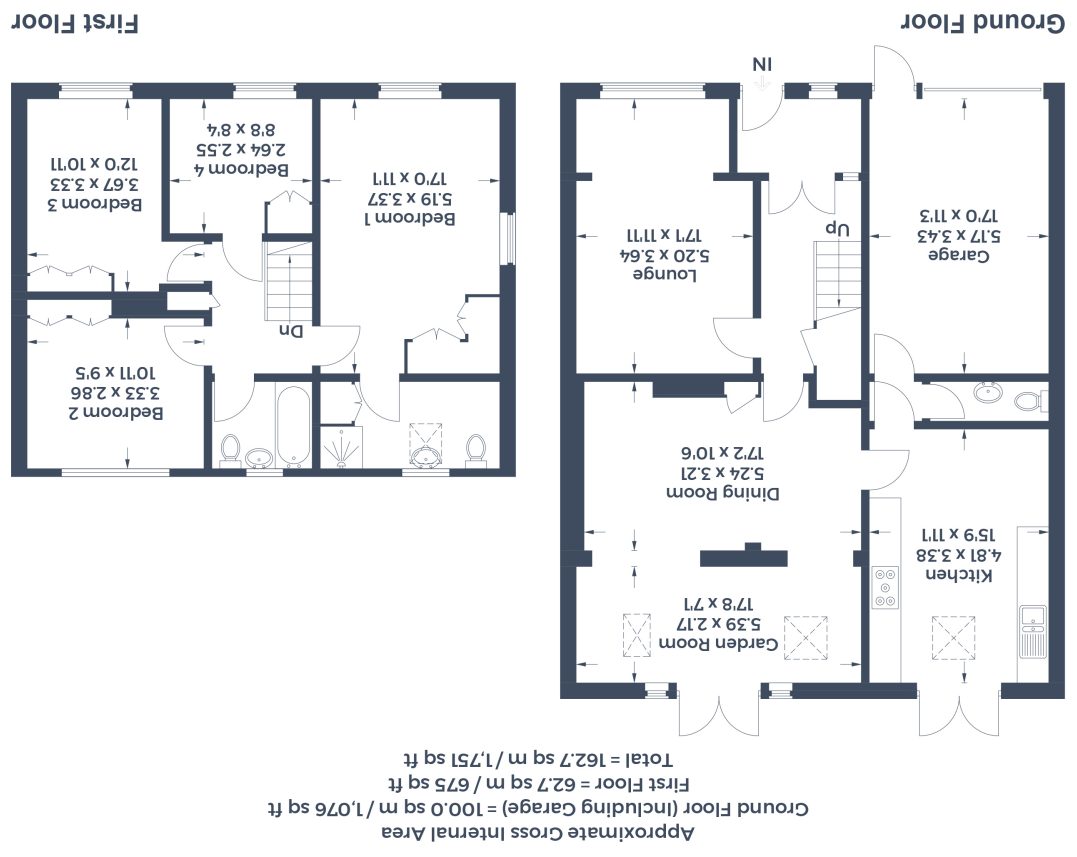 Approximate Gross Internal Area
Ground Floor (Including Garage) = 100.0 sq m / 1,076 sq ft
First Floor = 62.7 sq m / 675 sq ft
Total = 162.7 sq m / 1,751 sq ft
Garden Room
5.39 x 2.17
17'8 x 7'1
Kitchen
4.81 x 3.38
15'9 x 11'1
Dining Room
5.24 x 3.21
17'2 x 10'6
Lounge
5.20 x 3.64
17'1 x 11'11
Up
Garage
5.17 x 3.43
17'0 x 11'3
IN
Ground Floor
Bedroom 2
3.33 x 2.86
10'11 x 9'5
Dn
Bedroom 1
5.19 x 3.37
17'0 x 11'1
Bedroom 3
3.67 x 3.33
12'0 x 10'11
Bedroom 4
2.64 x 2.55
8'8 x 8'4
First Floor